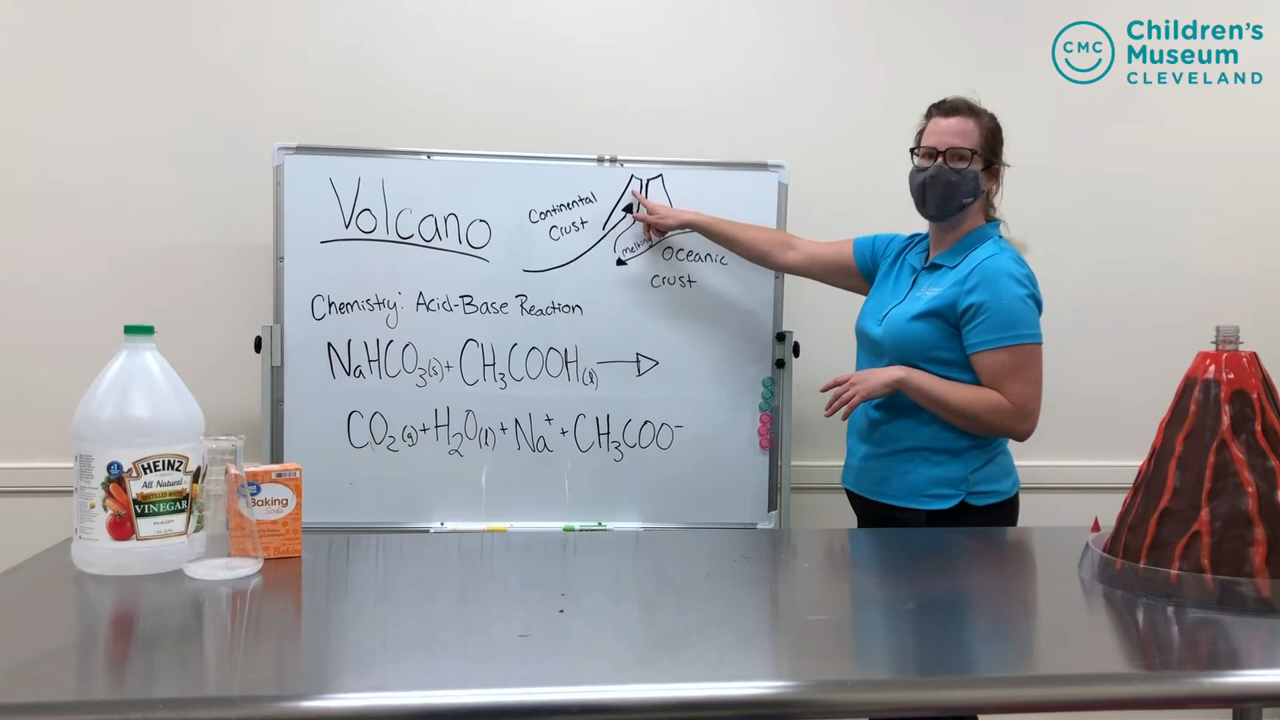 CMC
Children's
Museum
CLEVELAND
Volcano
Continental
Crust
melting
Oceanic
Crust
Chemistry: Acid-Base Reaction
NaHCO₃(s) + CH₃COOH(l) →
CO₂(g) + H₂O(l) + Na⁺ + CH₃COO⁻
HEINZ
All Natural
DISTILLED WHITE
VINEGAR
Baking
Soda